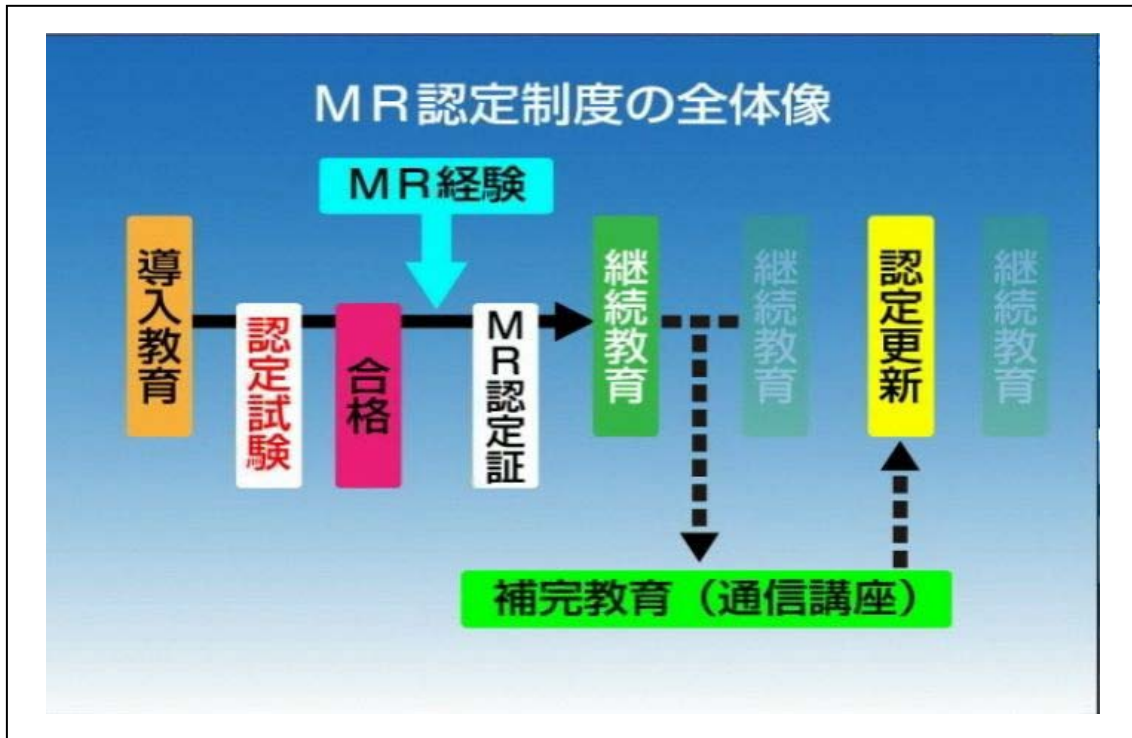 MR認定制度の全体像
MR経験
導入教育
認定試験
合格
MR認定証
継続教育
継続教育
認定更新
継続教育
補完教育（通信講座）